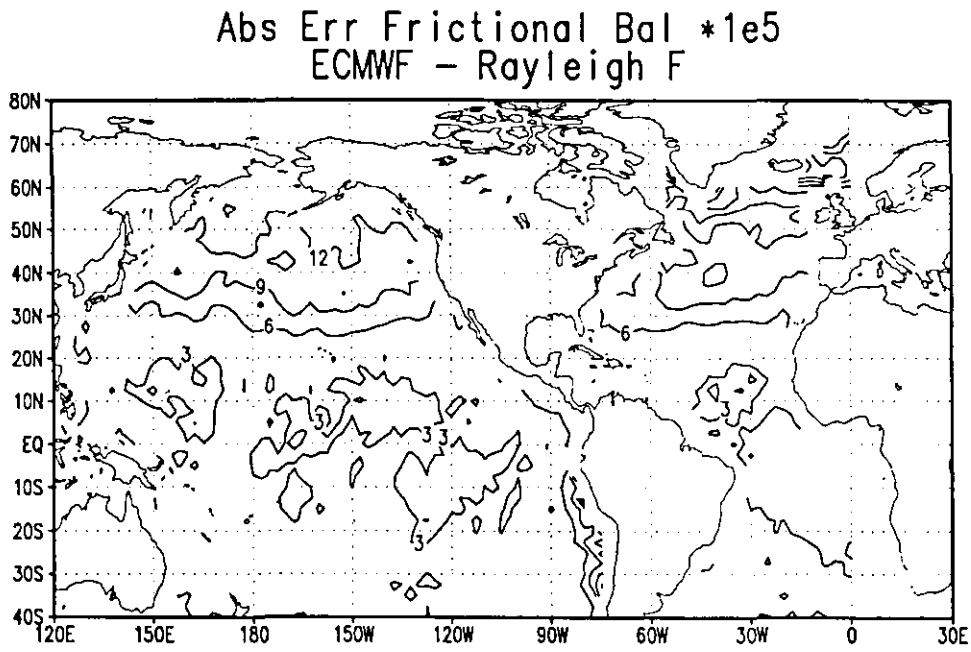 Abs Err Frictional Bal *1e5
ECMWF – Rayleigh F
80N
70N
60N
50N
12
40N
9
30N
6
6
20N
3
10N
3
3
EQ
3
3
10S
20S
3
30S
40S
120E 150E 180 150W 120W 90W 60W 30W 0 30E